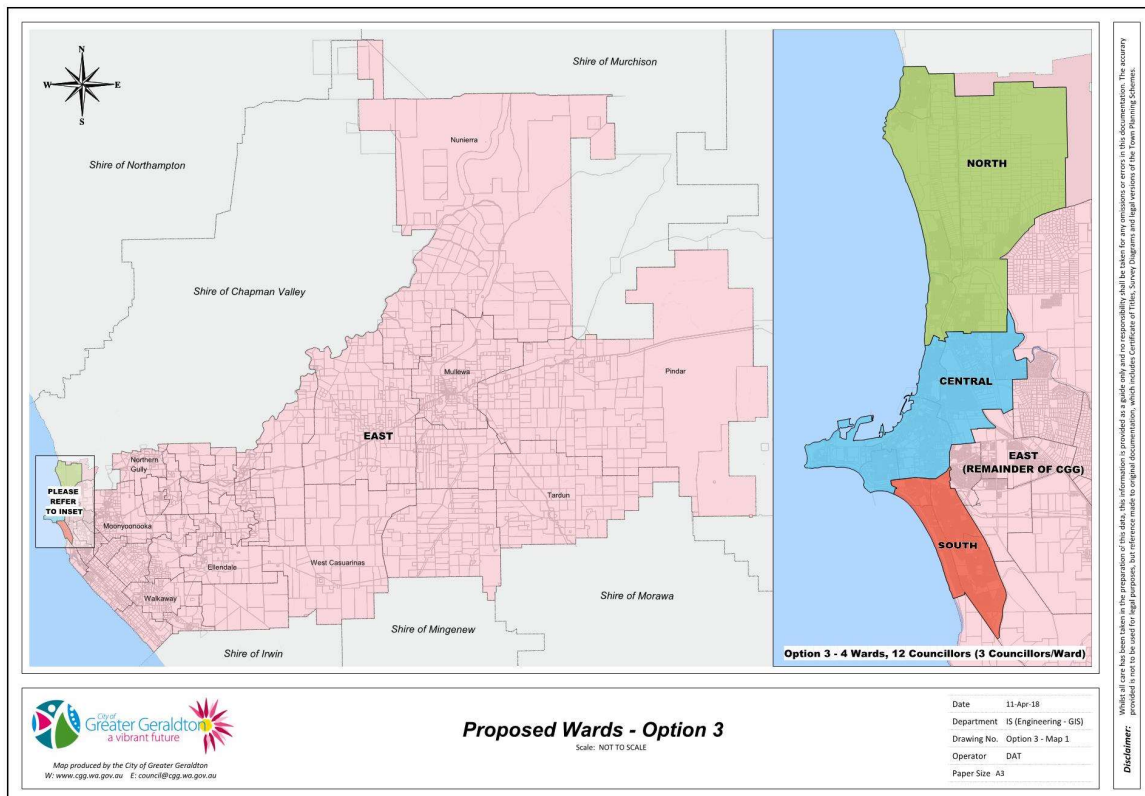 N
W E
S
Shire of Murchison
Shire of Northampton
Nunierra
Shire of Chapman Valley
Mullewa
Pindar
EAST
Northern
Gully
PLEASE
REFER
TO INSET
Moonyoonooka
Tardun
Ellendale
West Casuarinas
Walkaway
Shire of Morawa
Shire of Mingenew
Shire of Irwin
NORTH
CENTRAL
EAST
(REMAINDER OF CGG)
SOUTH
Option 3 - 4 Wards, 12 Councillors (3 Councillors/Ward)
City of
Greater Geraldton
a vibrant future
Map produced by the City of Greater Geraldton
W: www.cgg.wa.gov.au E: council@cgg.wa.gov.au
Proposed Wards - Option 3
Scale: NOT TO SCALE
Date 11-Apr-18
Department IS (Engineering - GIS)
Drawing No. Option 3 - Map 1
Operator DAT
Paper Size A3
Disclaimer: Whilst all care has been taken in the preparation of this data, this information is provided as a guide only and no responsibility shall be taken for any omissions or errors in this documentation. The accurary
provided is not to be used for legal purposes, but reference made to original documentation, which includes Certificate of Titles, Survey Diagrams and legal versions of the Town Planning Schemes.